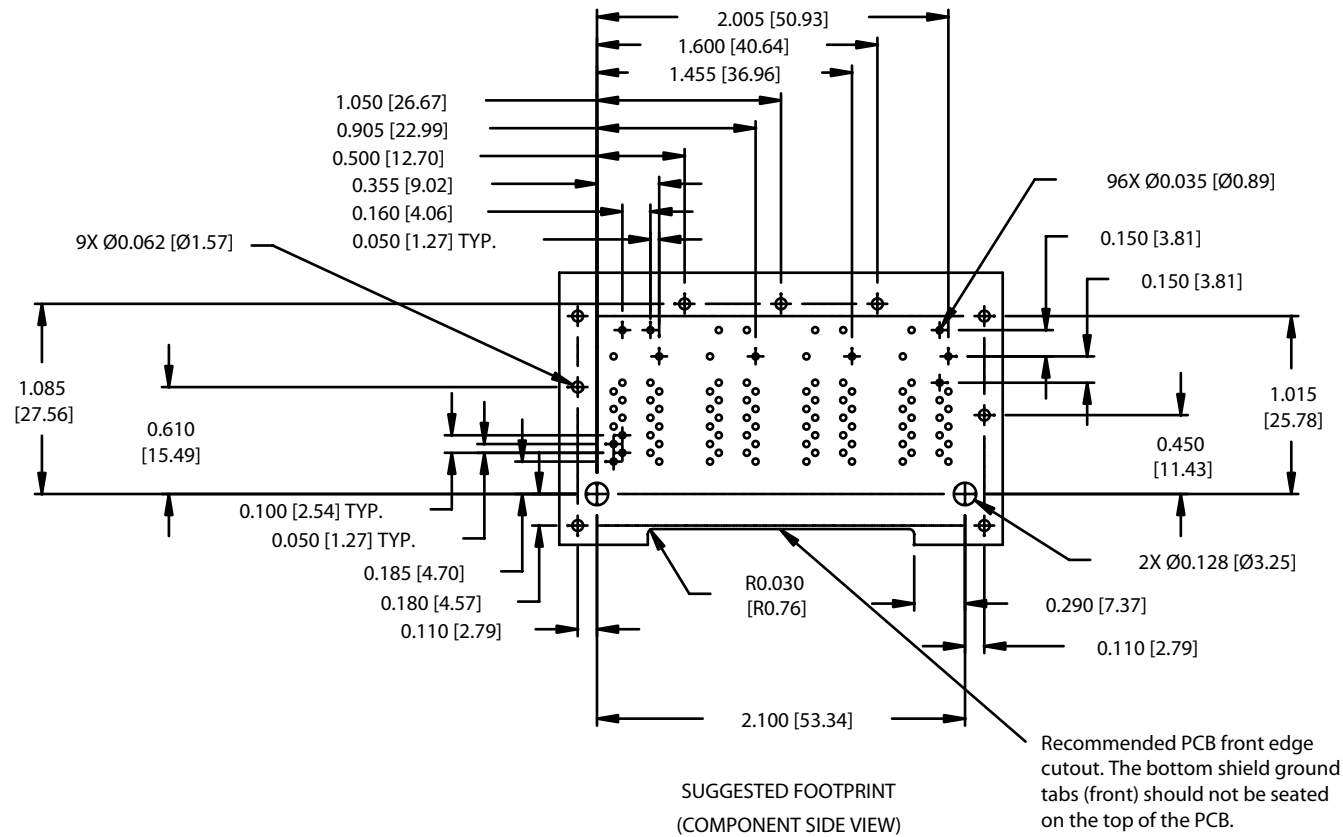 2.005 [50.93]
1.600 [40.64]
1.455 [36.96]
1.050 [26.67]
0.905 [22.99]
0.500 [12.70]
0.355 [9.02]
0.160 [4.06]
0.050 [1.27] TYP.
9X Ø0.062 [Ø1.57]
96X Ø0.035 [Ø0.89]
0.150 [3.81]
0.150 [3.81]
1.085
[27.56]
0.610
[15.49]
1.015
[25.78]
0.450
[11.43]
0.100 [2.54] TYP.
0.050 [1.27] TYP.
0.185 [4.70]
0.180 [4.57]
0.110 [2.79]
R0.030
[R0.76]
2X Ø0.128 [Ø3.25]
0.290 [7.37]
0.110 [2.79]
2.100 [53.34]
Recommended PCB front edge
cutout. The bottom shield ground
tabs (front) should not be seated
on the top of the PCB.
SUGGESTED FOOTPRINT
(COMPONENT SIDE VIEW)